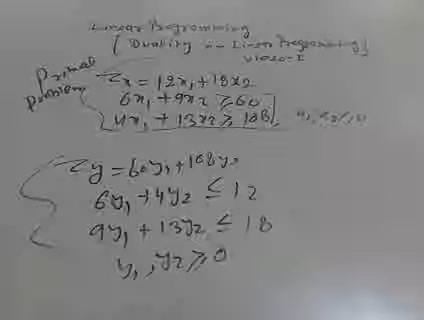 Linear Programming
( Duality in Linear Programming)
video-I
Primal
Problem
Zx = 12x1 + 18x2
6x1 + 9x2 ≥ 60
4x1 + 13x2 ≥ 108
Zy = 60y1 + 108y2
6y1 + 4y2 ≤ 12
9y1 + 13y2 ≤ 18
y1, y2 ≥ 0